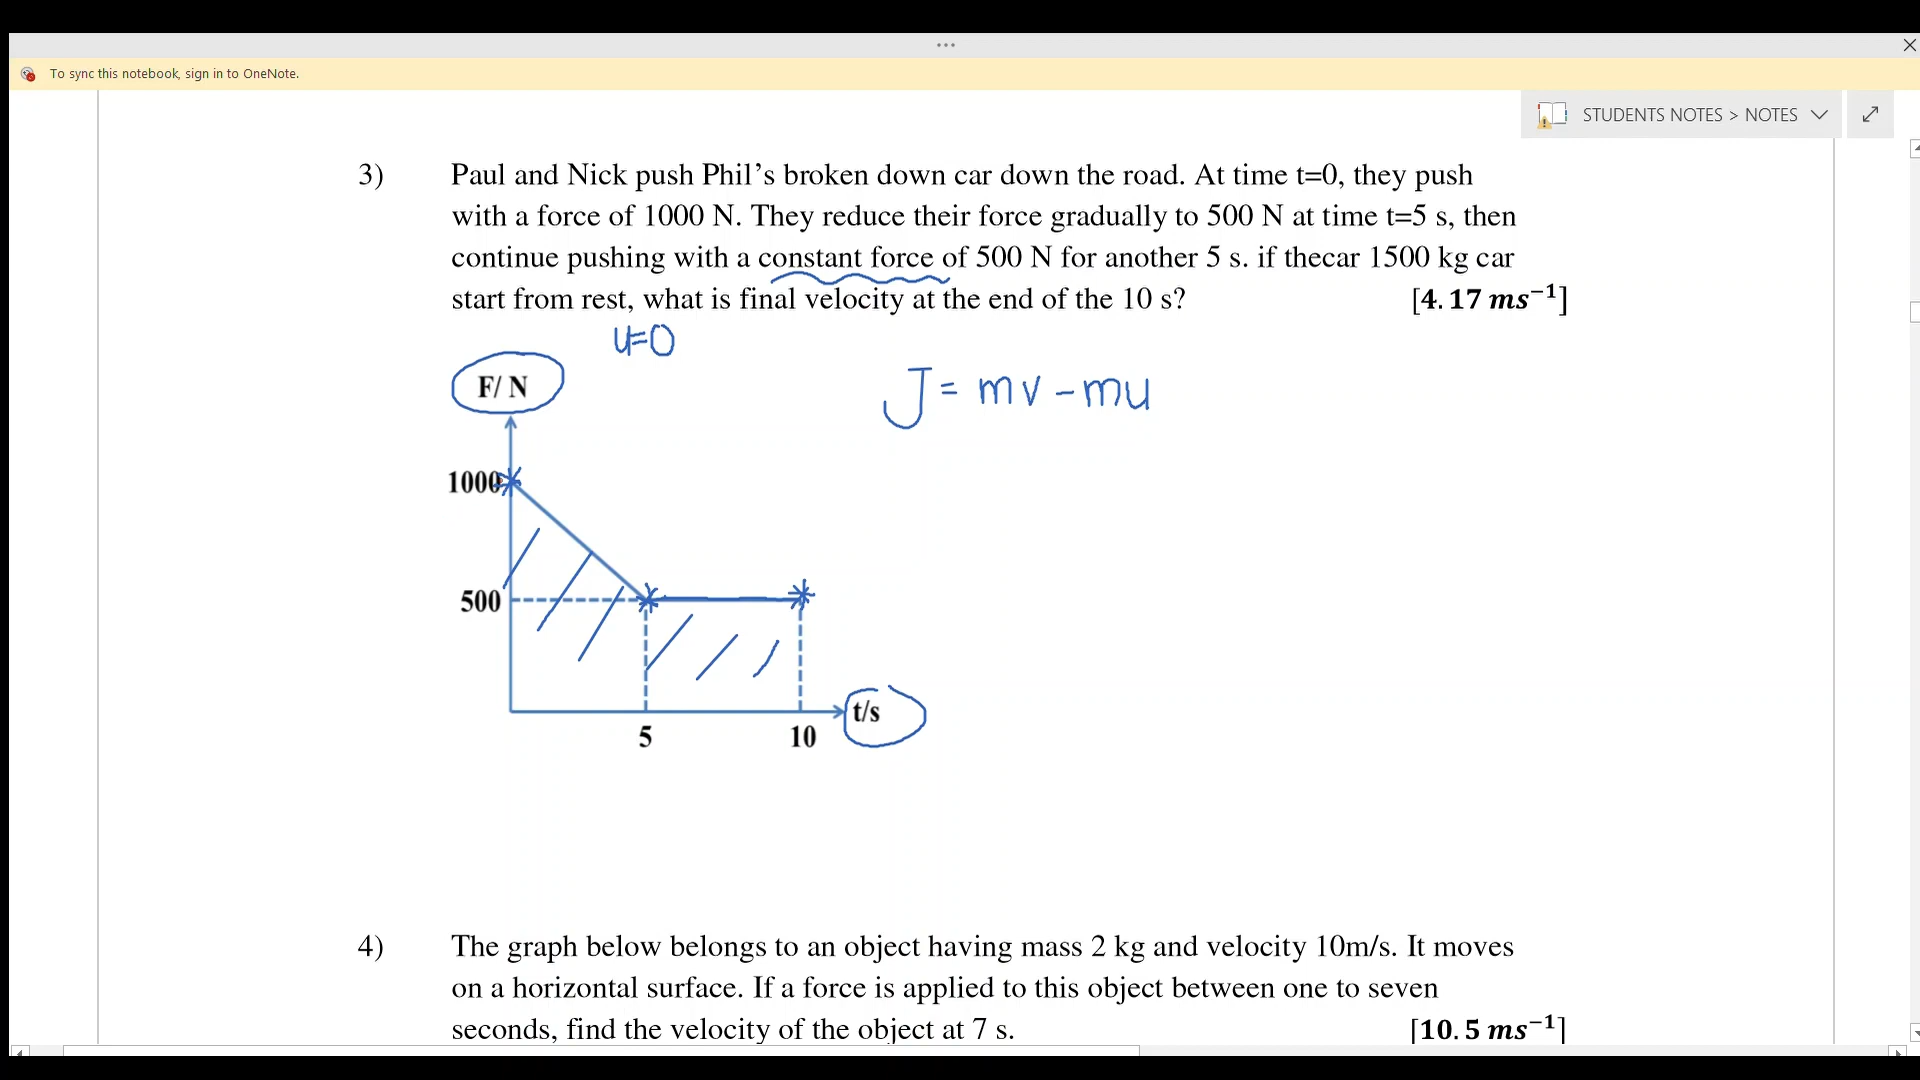 To sync this notebook, sign in to OneNote.
STUDENTS NOTES > NOTES
3) Paul and Nick push Phil’s broken down car down the road. At time t=0, they push
with a force of 1000 N. They reduce their force gradually to 500 N at time t=5 s, then
continue pushing with a constant force of 500 N for another 5 s. if thecar 1500 kg car
start from rest, what is final velocity at the end of the 10 s? [4.17 ms⁻¹]
u=0
F/ N
J = mv - mu
1000
500
t/s
5 10
4) The graph below belongs to an object having mass 2 kg and velocity 10m/s. It moves
on a horizontal surface. If a force is applied to this object between one to seven
seconds, find the velocity of the object at 7 s. [10.5 ms⁻¹]